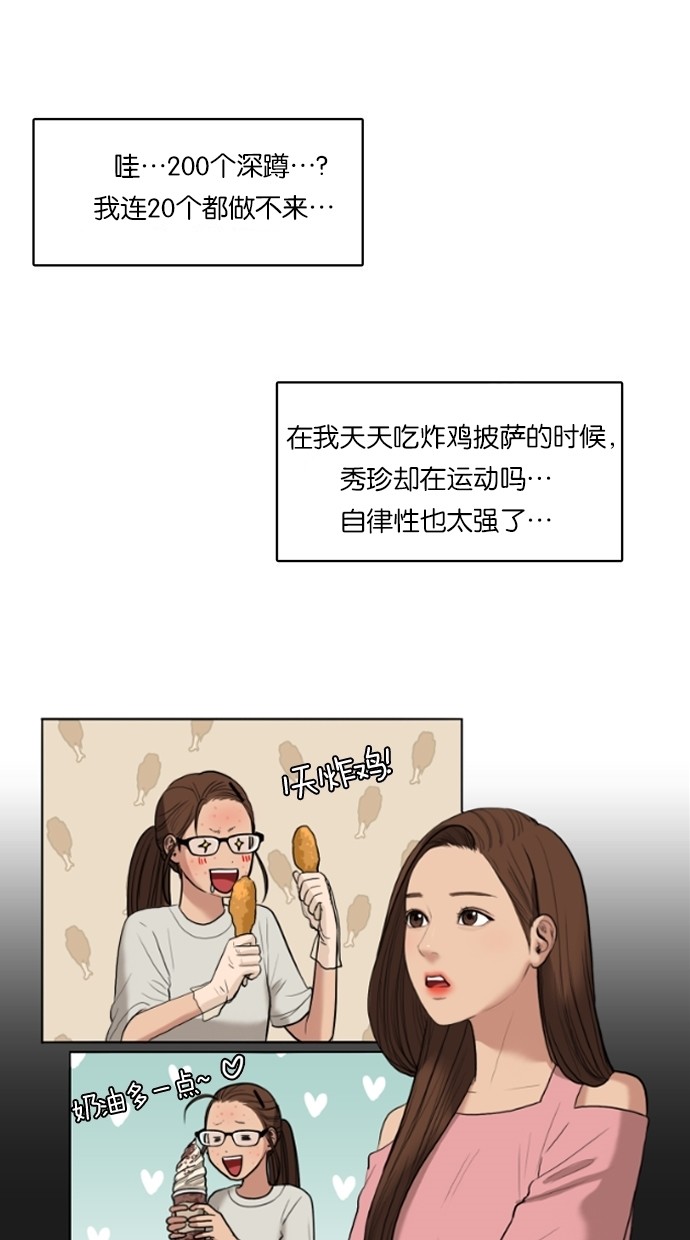 哇…200个深蹲…?
我连20个都做不来…
在我天天吃炸鸡披萨的时候,
秀珍却在运动吗…
自律性也太强了…
1天炸鸡!
奶油多一点~♡